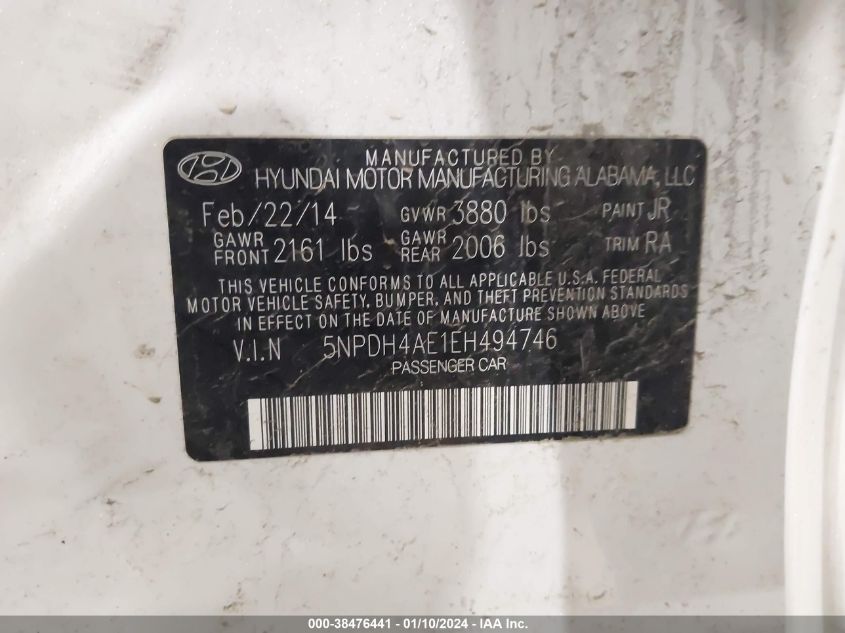 MANUFACTURED BY
HYUNDAI MOTOR MANUFACTURING ALABAMA, LLC
Feb/22/14 GVWR 3880 lbs PAINT JR
GAWR FRONT 2161 lbs GAWR REAR 2006 lbs TRIM RA
THIS VEHICLE CONFORMS TO ALL APPLICABLE U.S.A. FEDERAL
MOTOR VEHICLE SAFETY, BUMPER, AND THEFT PREVENTION STANDARDS
IN EFFECT ON THE DATE OF MANUFACTURE SHOWN ABOVE
V.I.N 5NPDH4AE1EH494746
PASSENGER CAR
000-38476441 - 01/10/2024 - IAA Inc.